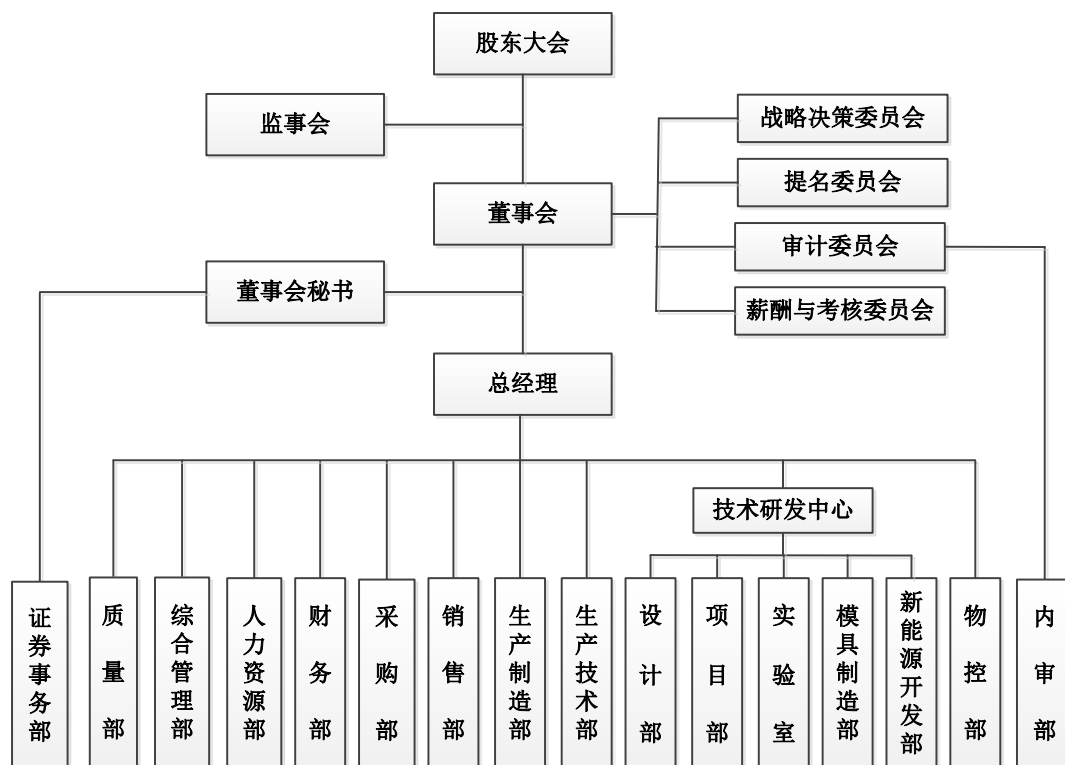 股东大会
监事会
战略决策委员会
提名委员会
董事会
审计委员会
董事会秘书
薪酬与考核委员会
总经理
技术研发中心
证券事务部
质量部
综合管理部
人力资源部
财务部
采购部
销售部
生产制造部
生产技术部
设计部
项目部
实验室
模具制造部
新能源开发部
物控部
内审部